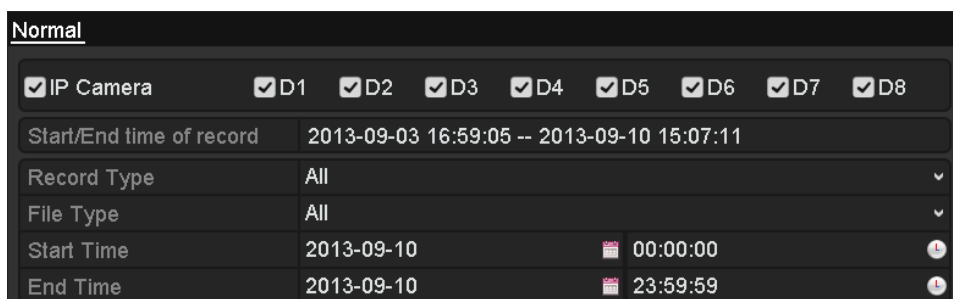 Normal
IP Camera D1 D2 D3 D4 D5 D6 D7 D8
Start/End time of record 2013-09-03 16:59:05 -- 2013-09-10 15:07:11
Record Type All
File Type All
Start Time 2013-09-10 00:00:00
End Time 2013-09-10 23:59:59